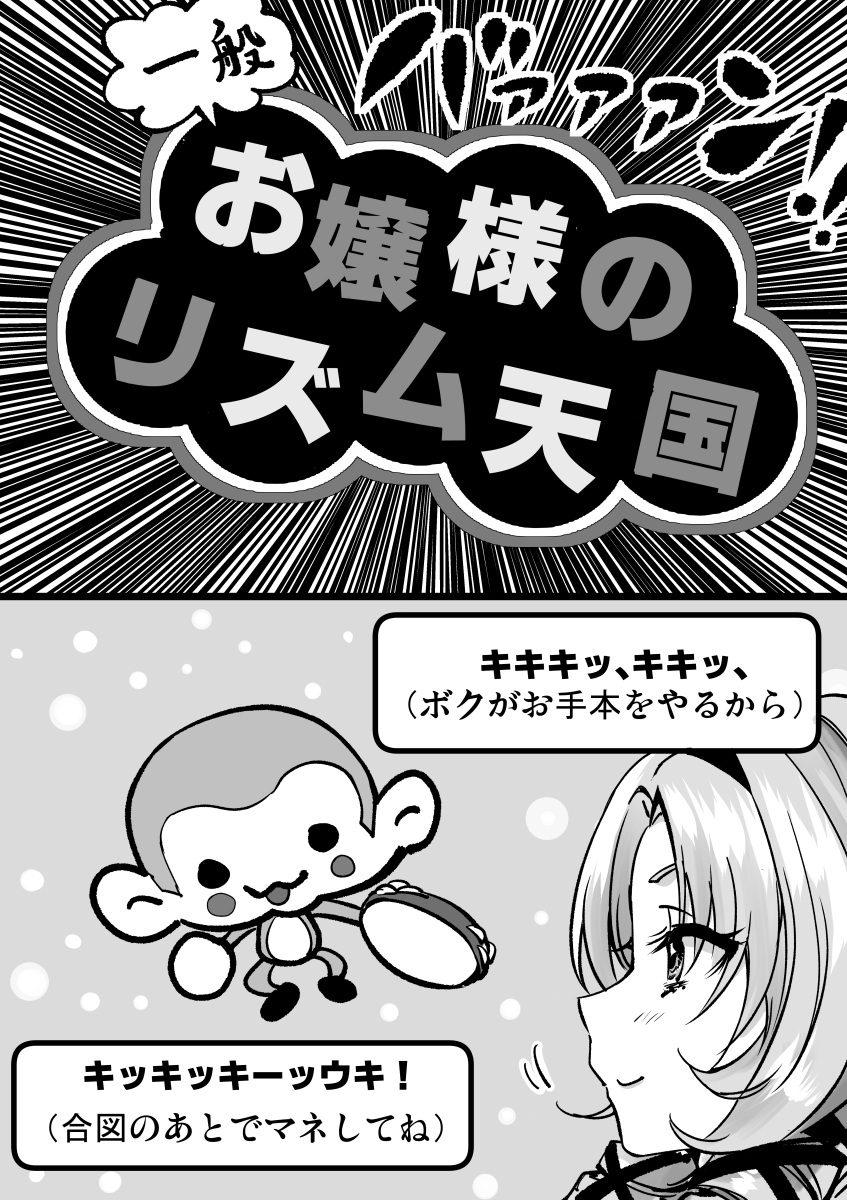 一般
バァァァン!!
お嬢様の
リズム天国
キキキッ、キキッ、
（ボクがお手本をやるから）
キッキッキーッウキ！
（合図のあとでマネしてね）